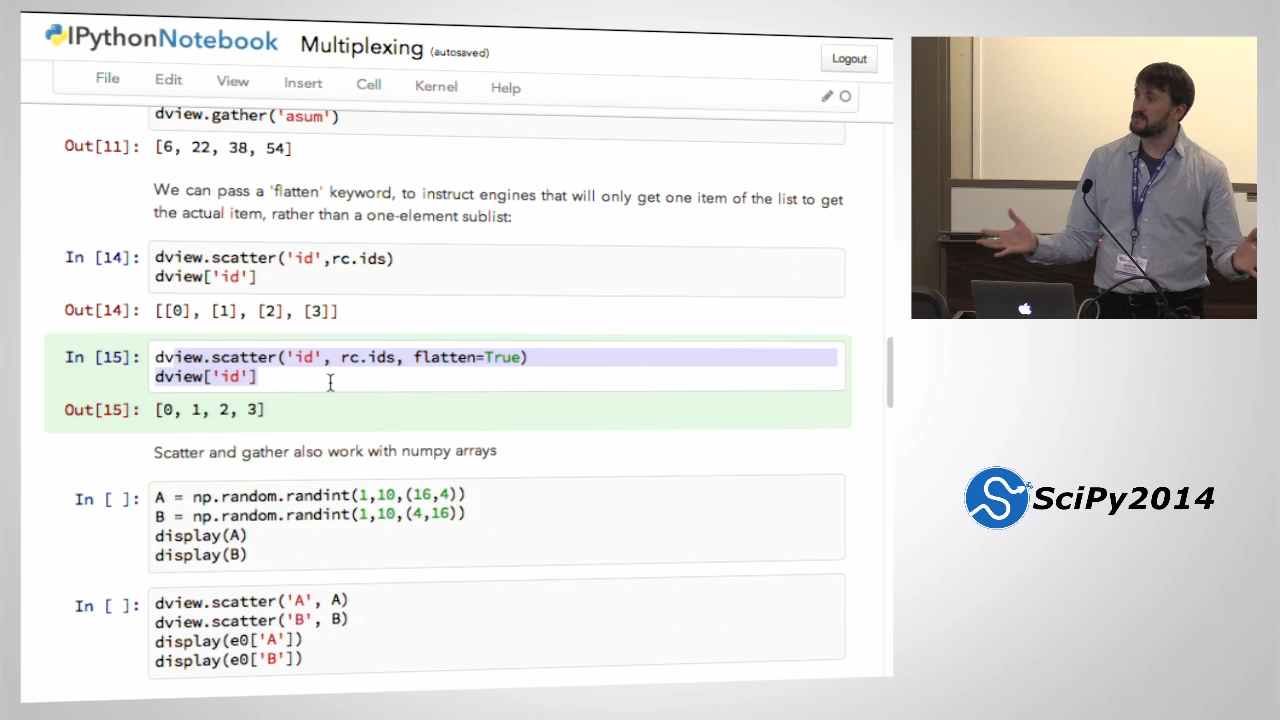 IPythonNotebook Multiplexing (autosaved)
Logout
File Edit View Insert Cell Kernel Help
dview.gather('asum')
Out[11]: [6, 22, 38, 54]
We can pass a 'flatten' keyword, to instruct engines that will only get one item of the list to get
the actual item, rather than a one-element sublist:
In [14]: dview.scatter('id',rc.ids)
dview['id']
Out[14]: [[0], [1], [2], [3]]
In [15]: dview.scatter('id', rc.ids, flatten=True)
dview['id']
Out[15]: [0, 1, 2, 3]
Scatter and gather also work with numpy arrays
In [ ]: A = np.random.randint(1,10,(16,4))
B = np.random.randint(1,10,(4,16))
display(A)
display(B)
In [ ]: dview.scatter('A', A)
dview.scatter('B', B)
display(e0['A'])
display(e0['B'])
SciPy2014